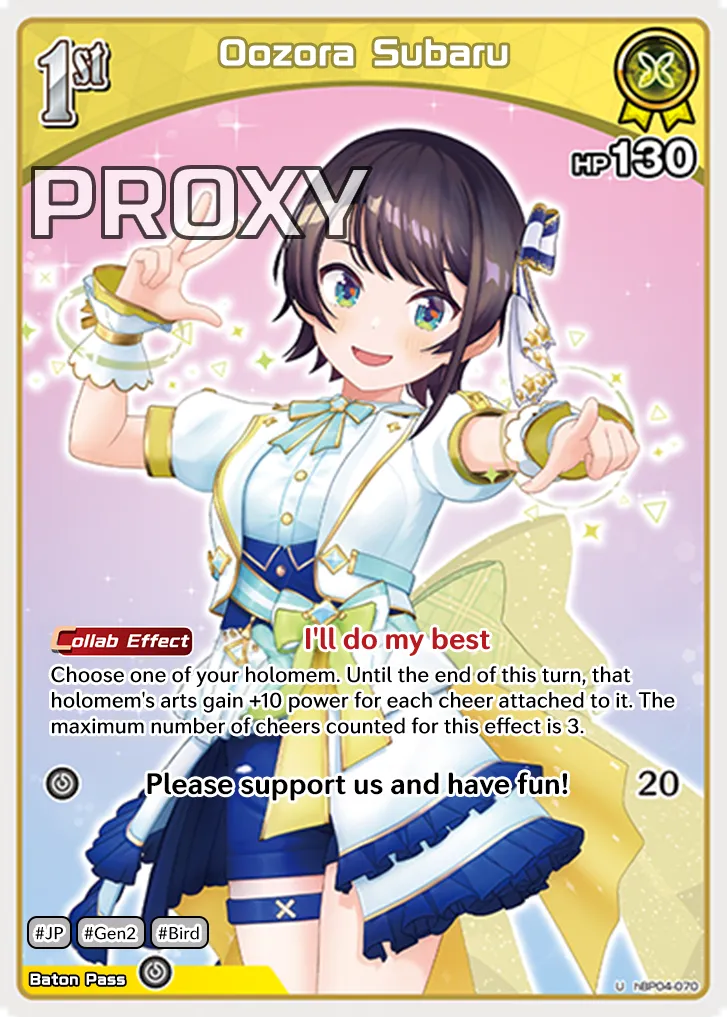 1st
Oozora Subaru
HP130
PROXY
Collab Effect
I'll do my best
Choose one of your holomem. Until the end of this turn, that
holomem's arts gain +10 power for each cheer attached to it. The
maximum number of cheers counted for this effect is 3.
Please support us and have fun! 20
#JP #Gen2 #Bird
Baton Pass
U hBP04-070